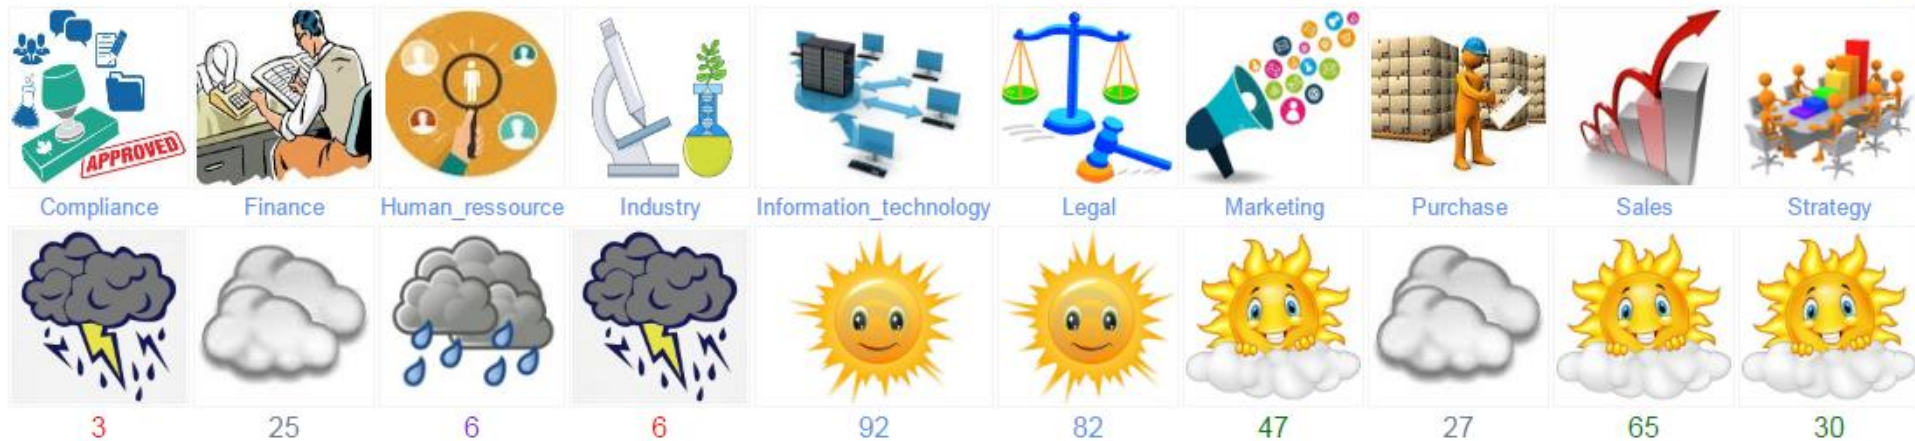 APPROVED
Compliance Finance Human_ressource Industry Information_technology Legal Marketing Purchase Sales Strategy
3 25 6 6 92 82 47 27 65 30